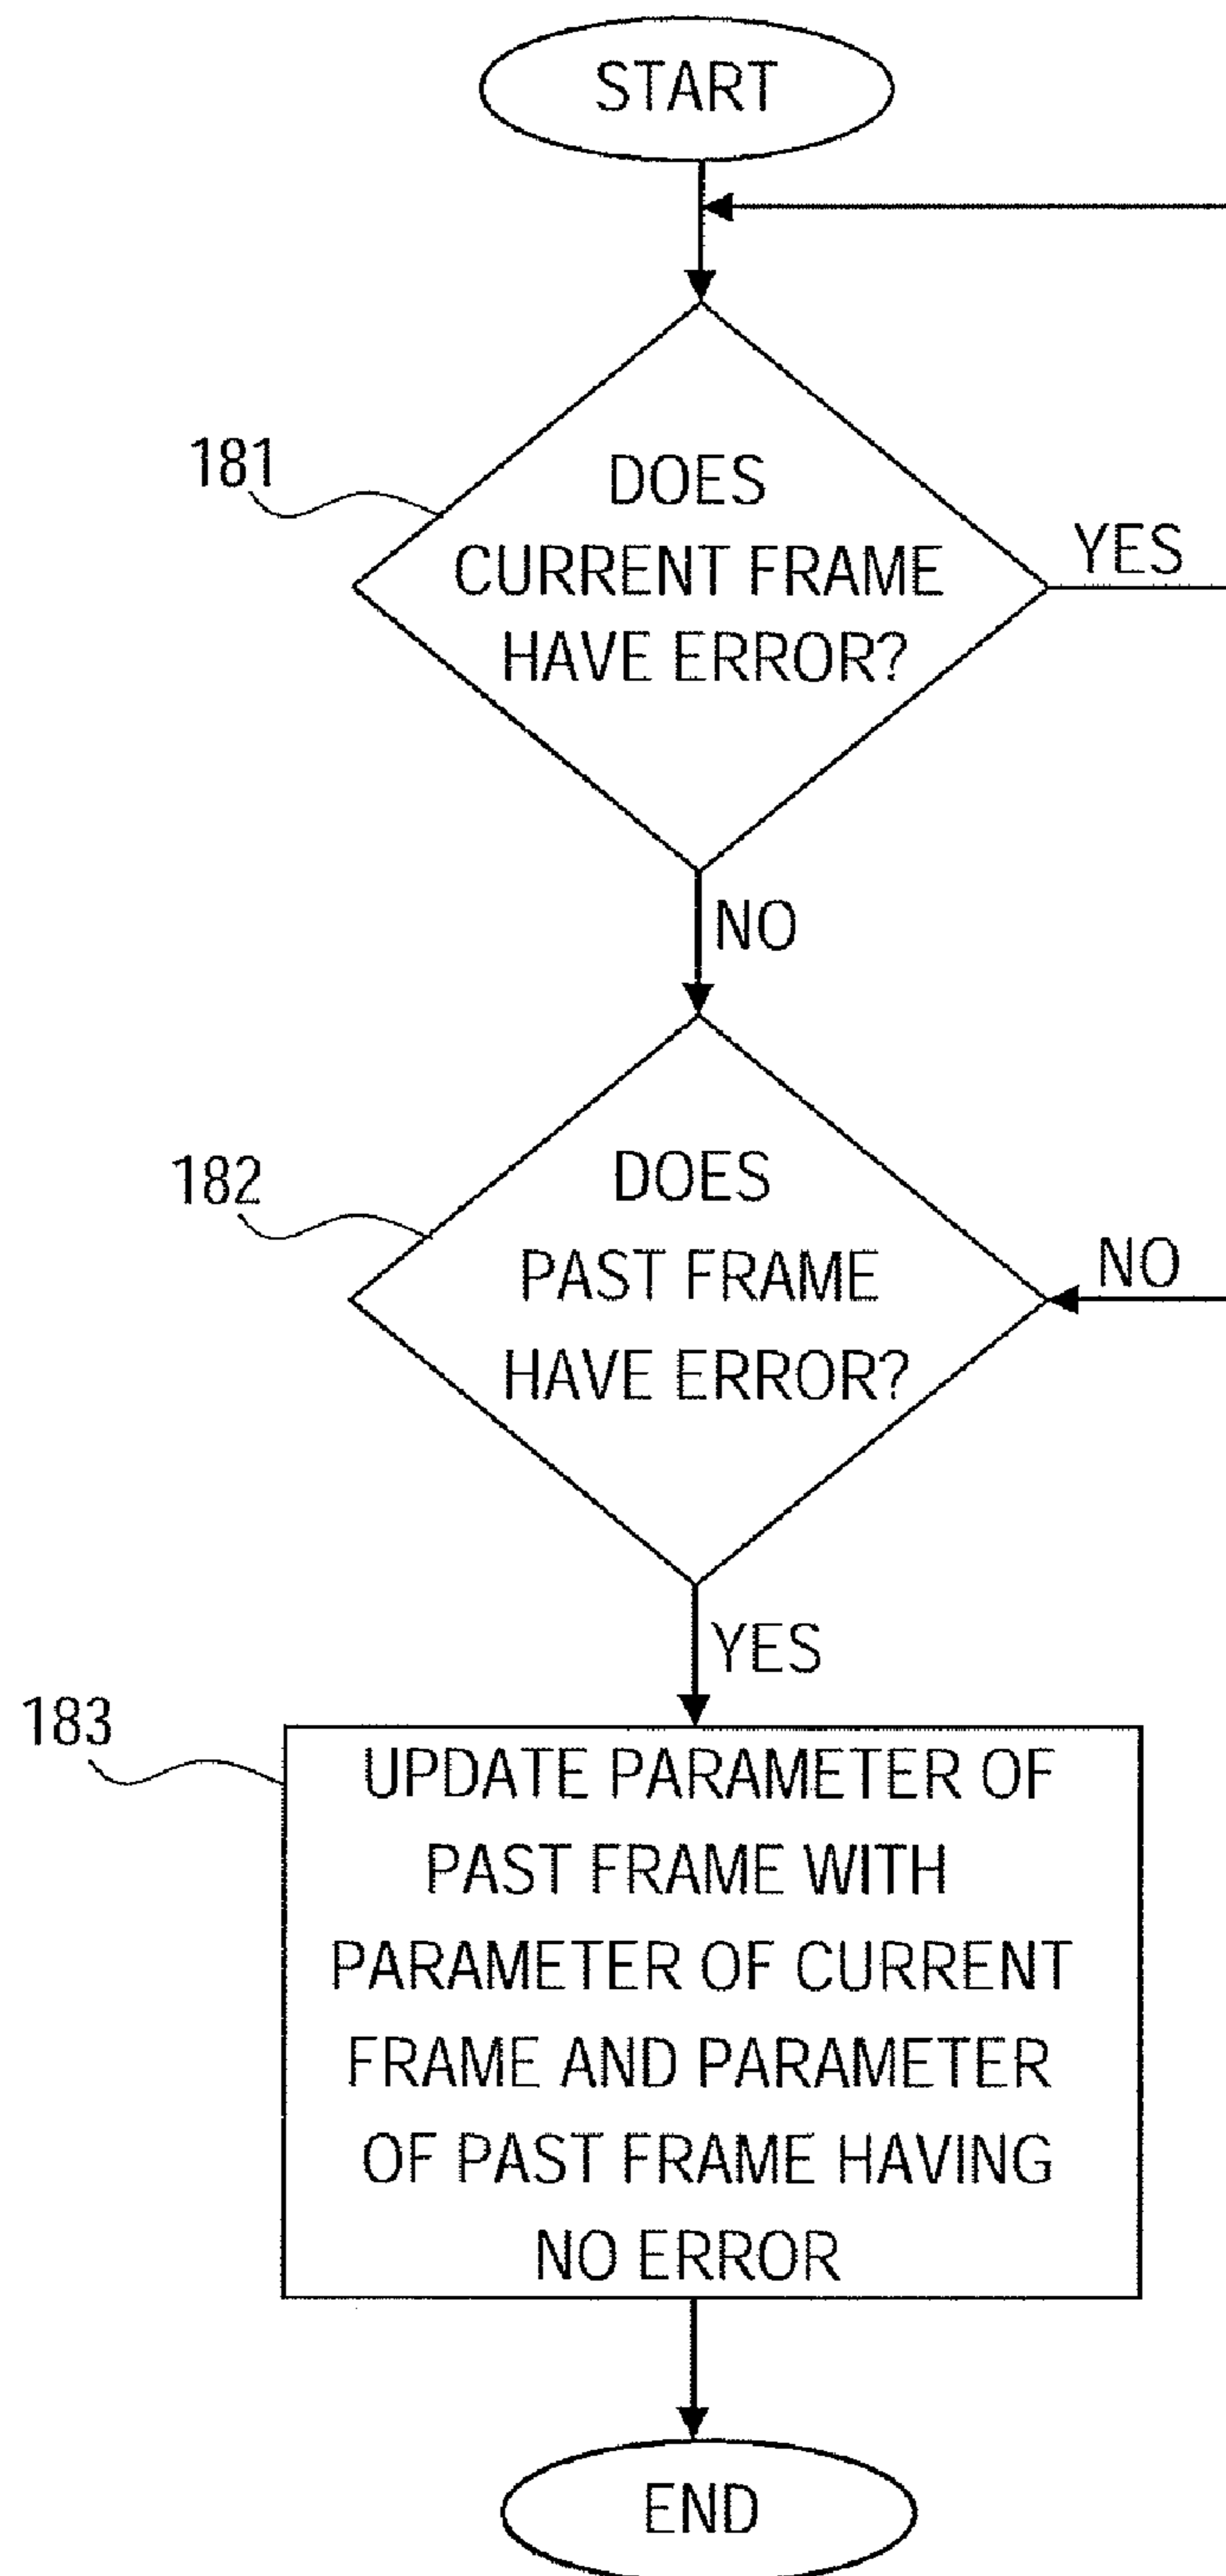 START
181
DOES
CURRENT FRAME
HAVE ERROR?
YES
NO
182
DOES
PAST FRAME
HAVE ERROR?
NO
YES
183
UPDATE PARAMETER OF
PAST FRAME WITH
PARAMETER OF CURRENT
FRAME AND PARAMETER
OF PAST FRAME HAVING
NO ERROR
END